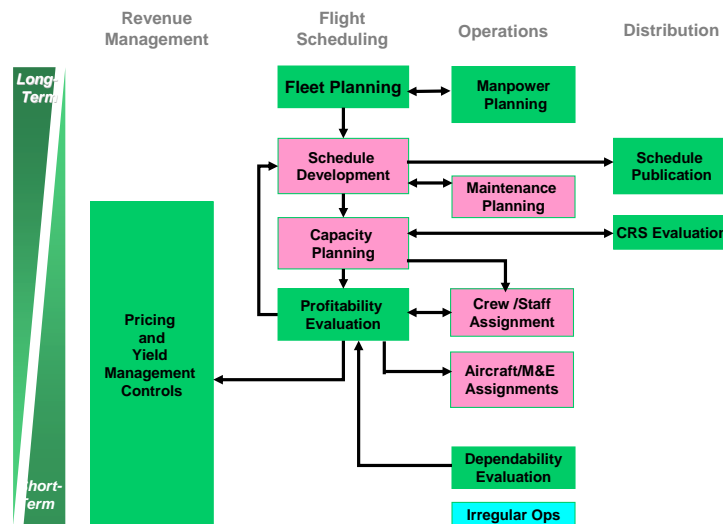 Revenue
Management
Flight
Scheduling
Operations
Distribution
Long-
Term
Fleet Planning
Manpower
Planning
Schedule
Development
Schedule
Publication
Maintenance
Planning
Capacity
Planning
CRS Evaluation
Profitability
Evaluation
Crew /Staff
Assignment
Pricing
and
Yield
Management
Controls
Aircraft/M&E
Assignments
Dependability
Evaluation
Short-
Term
Irregular Ops